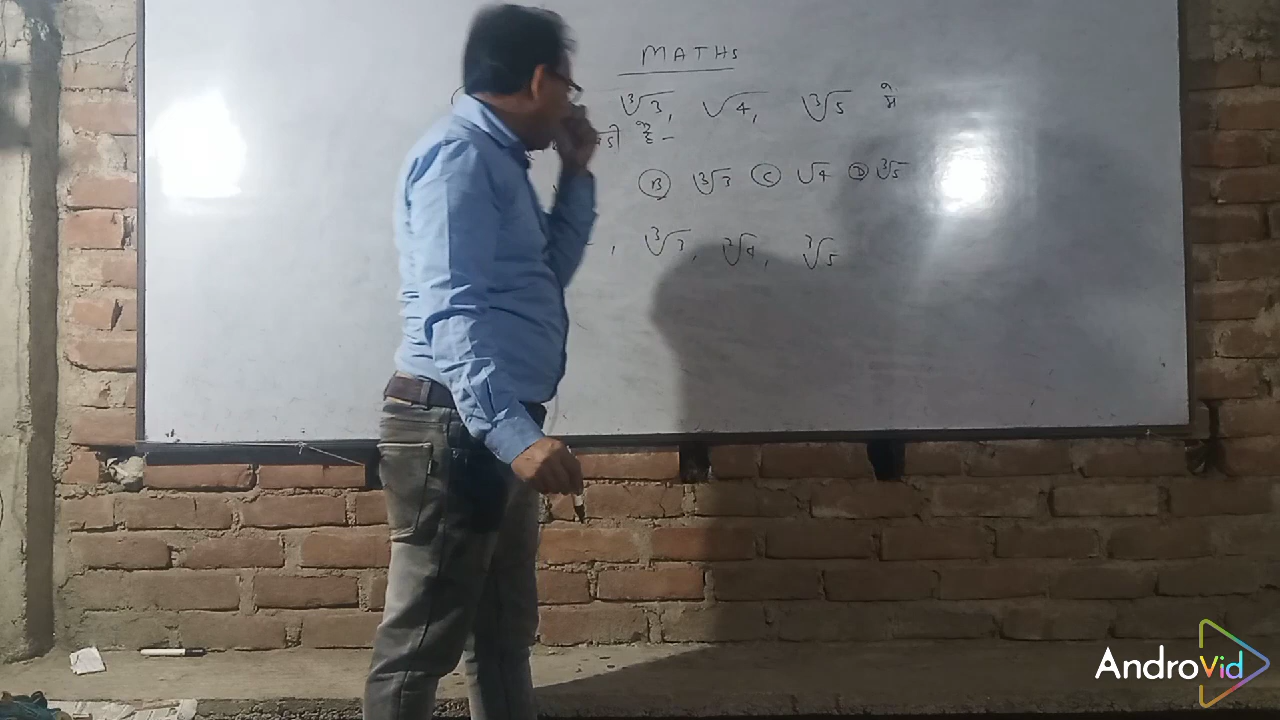 MATHS
∛3, √4, ∛5 में
है -
(B) ∛3 (C) √4 (D) ∛5
, ∛3, ∛4, ∛5
AndroVid